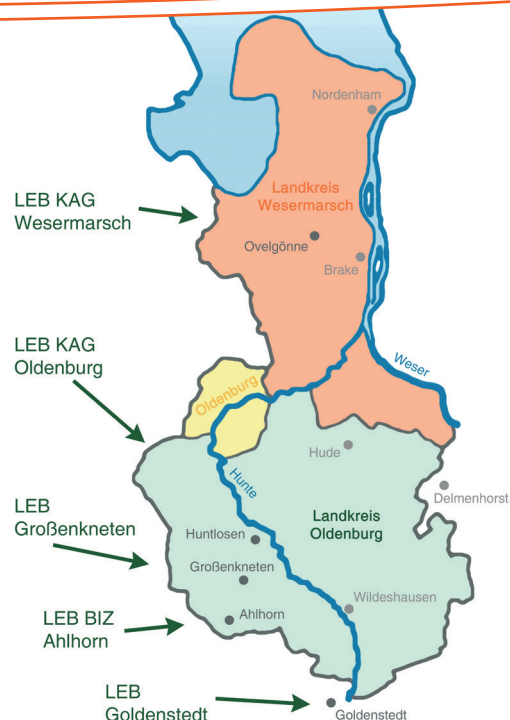 Nordenham
LEB KAG
Wesermarsch
Landkreis
Wesermarsch
Ovelgönne
Brake
LEB KAG
Oldenburg
Weser
Oldenburg
Hude
Hunte
Delmenhorst
LEB
Großenkneten
Landkreis
Oldenburg
Huntlosen
Großenkneten
Wildeshausen
LEB BIZ
Ahlhorn
Ahlhorn
LEB
Goldenstedt
Goldenstedt